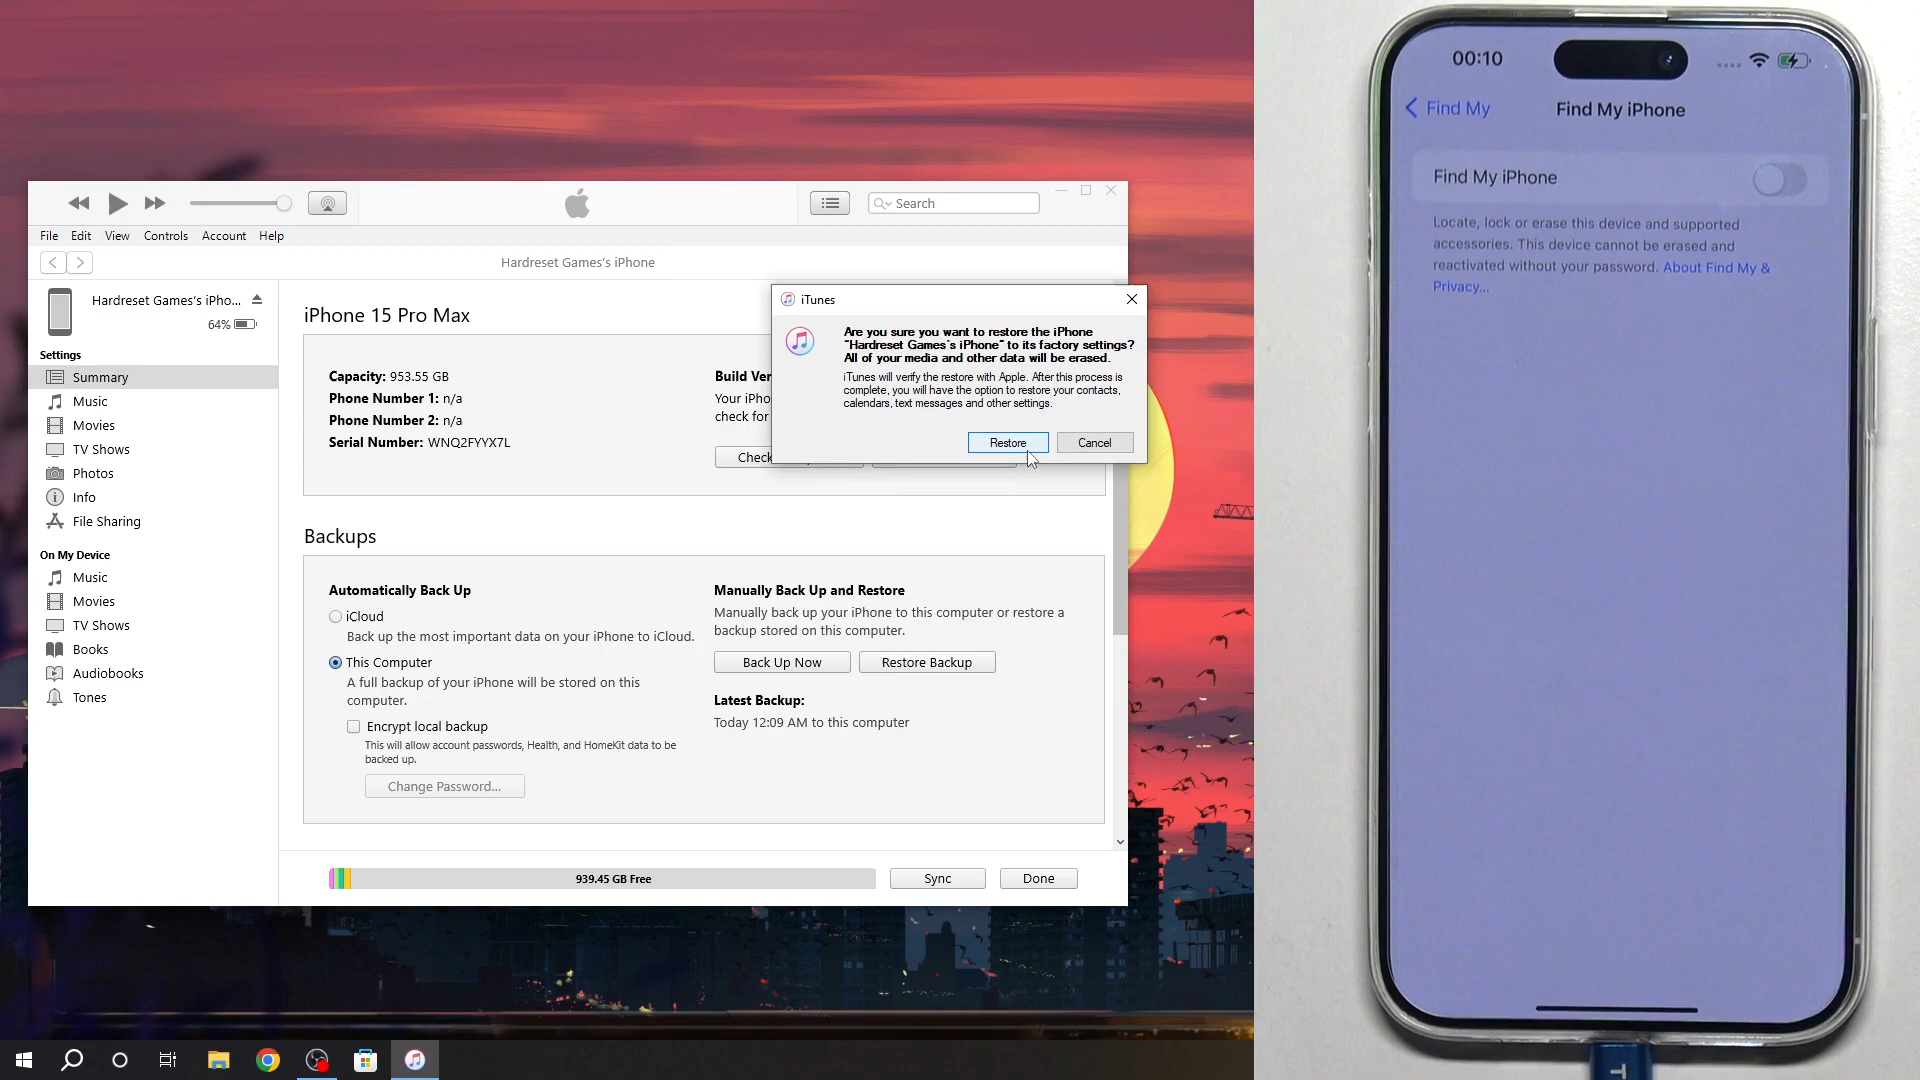 Search
File Edit View Controls Account Help
Hardreset Games's iPhone
Hardreset Games's iPho...
64%
Settings
Summary
Music
Movies
TV Shows
Photos
Info
File Sharing
On My Device
Music
Movies
TV Shows
Books
Audiobooks
Tones
iPhone 15 Pro Max
Capacity: 953.55 GB
Phone Number 1: n/a
Phone Number 2: n/a
Serial Number: WNQ2FYYX7L
Build Ver
Your iPho
check for
Check
iTunes
Are you sure you want to restore the iPhone
"Hardreset Games's iPhone" to its factory settings?
All of your media and other data will be erased.
iTunes will verify the restore with Apple. After this process is
complete, you will have the option to restore your contacts,
calendars, text messages and other settings.
Restore Cancel
Backups
Automatically Back Up
iCloud
Back up the most important data on your iPhone to iCloud.
This Computer
A full backup of your iPhone will be stored on this
computer.
Encrypt local backup
This will allow account passwords, Health, and HomeKit data to be
backed up.
Change Password...
Manually Back Up and Restore
Manually back up your iPhone to this computer or restore a
backup stored on this computer.
Back Up Now Restore Backup
Latest Backup:
Today 12:09 AM to this computer
939.45 GB Free
Sync Done
00:10
Find My Find My iPhone
Find My iPhone
Locate, lock or erase this device and supported
accessories. This device cannot be erased and
reactivated without your password. About Find My &
Privacy...
T